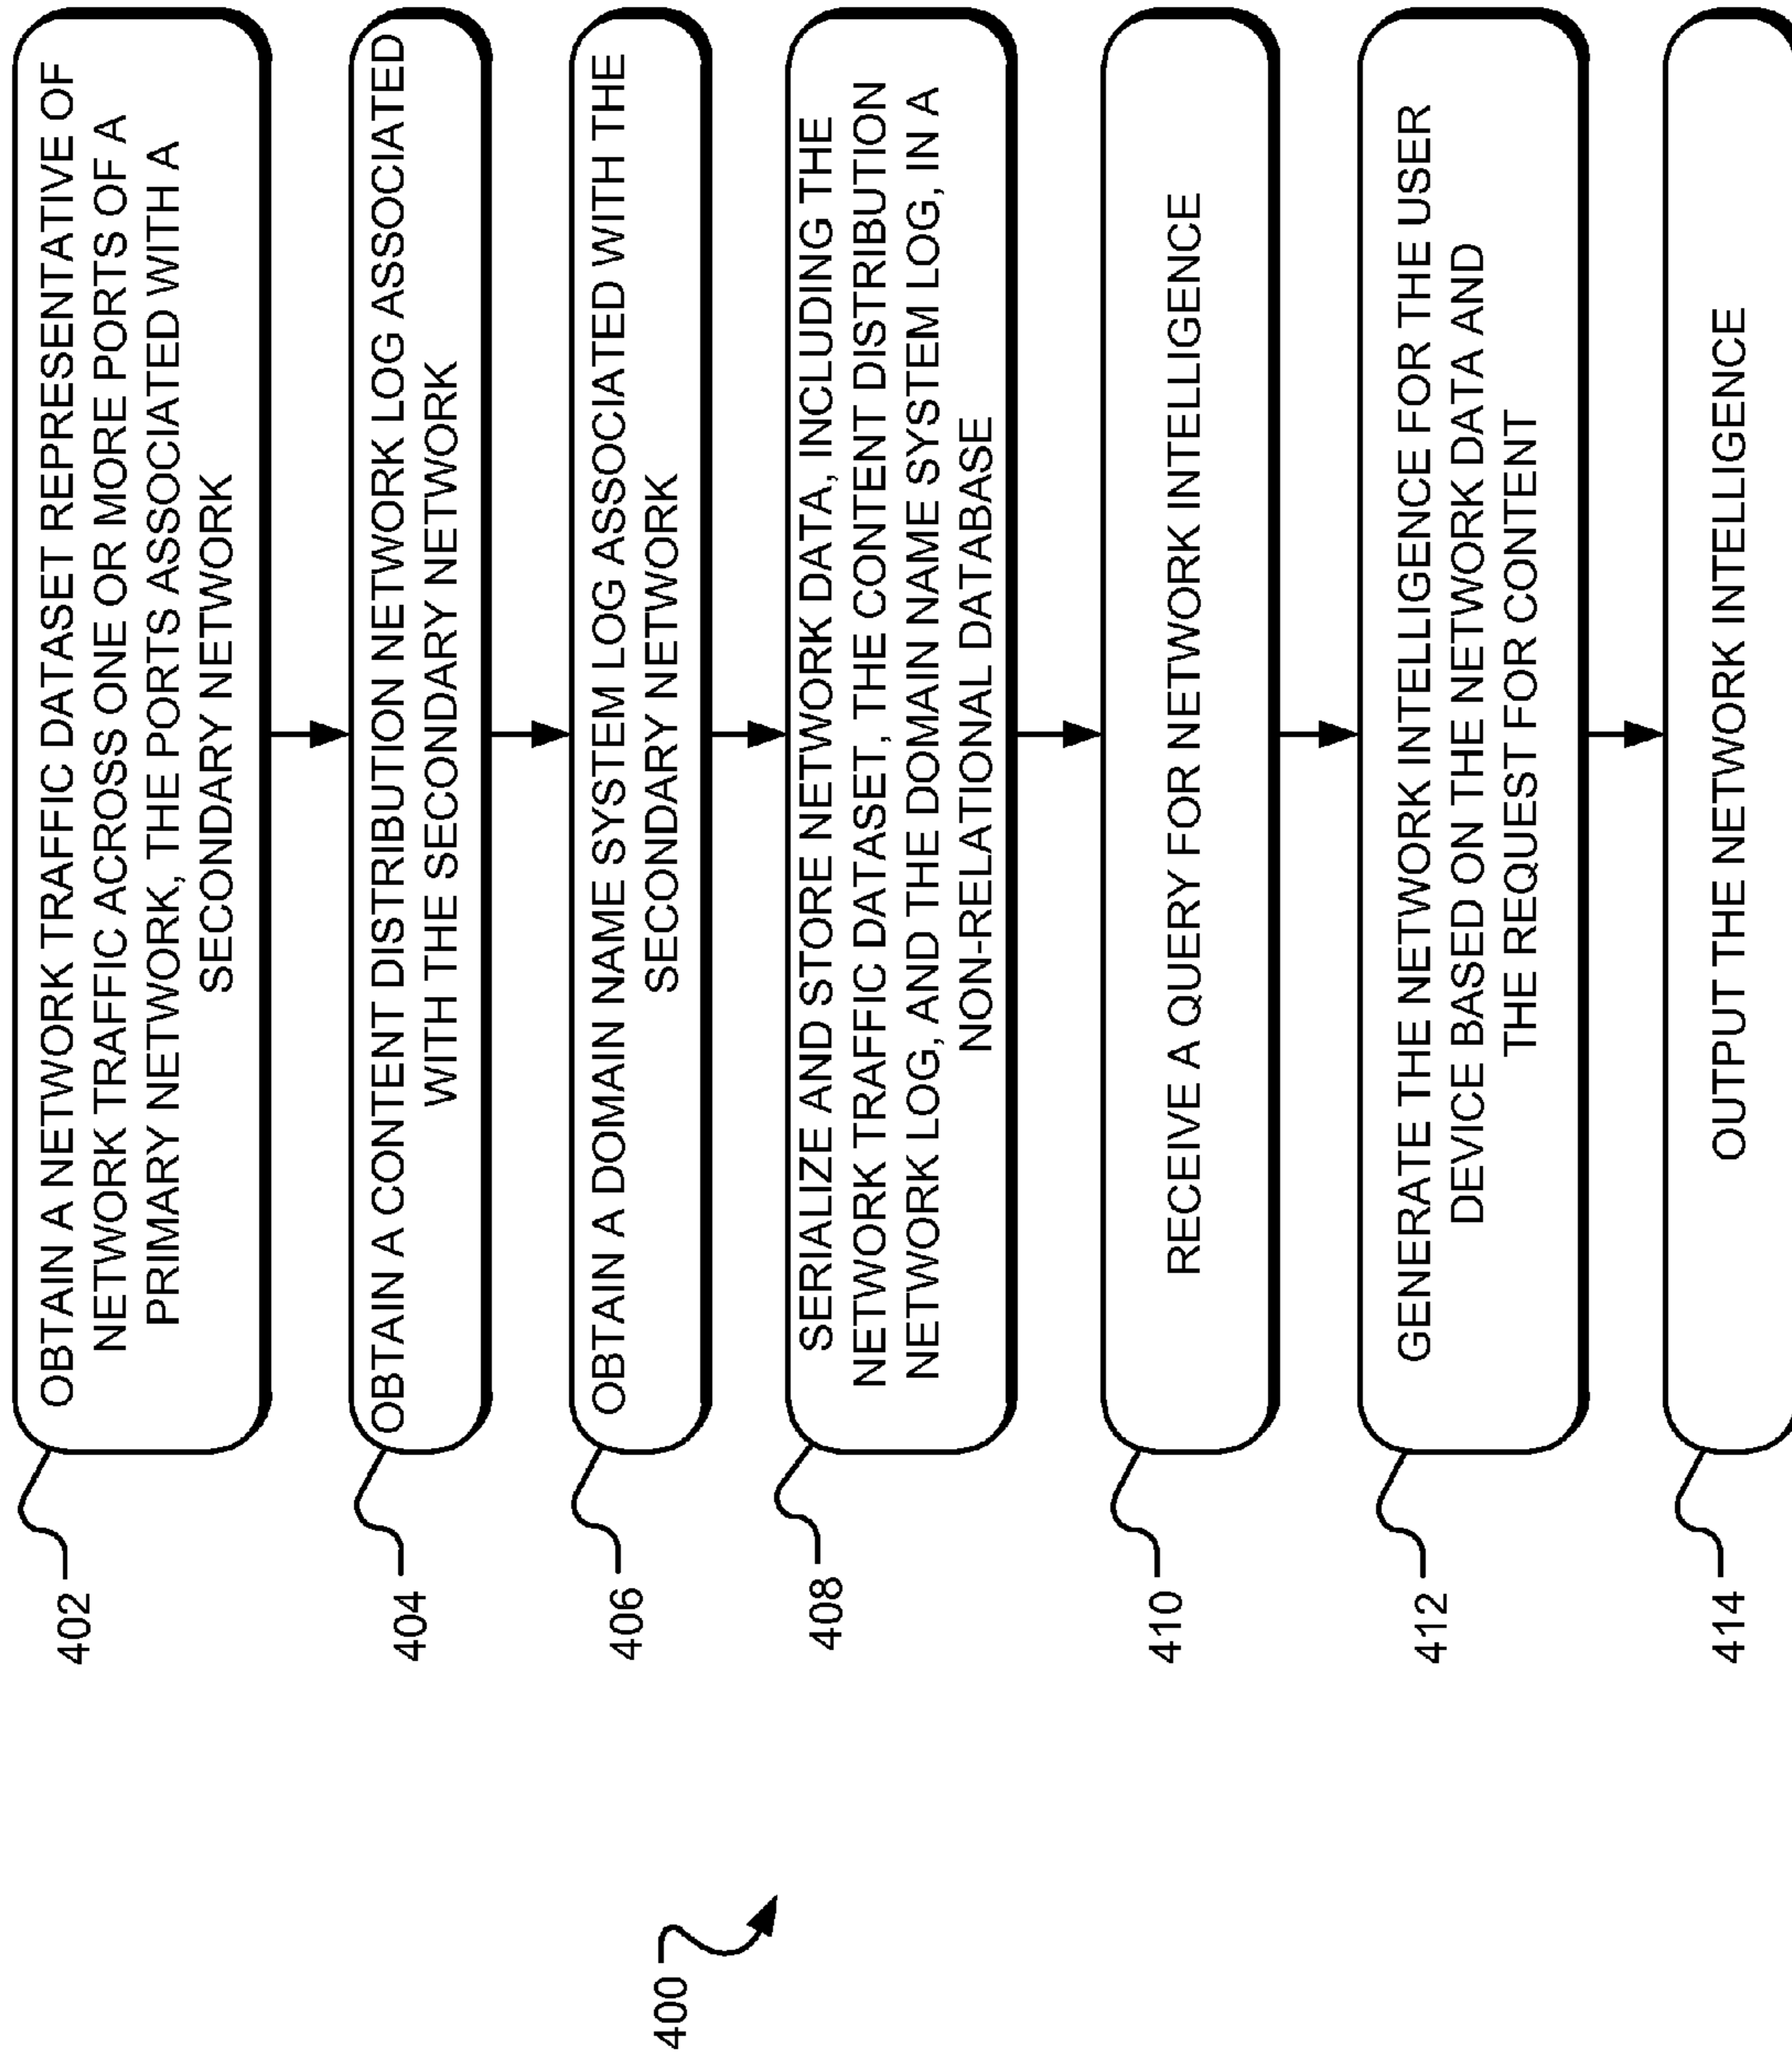 400
402
OBTAIN A NETWORK TRAFFIC DATASET REPRESENTATIVE OF
NETWORK TRAFFIC ACROSS ONE OR MORE PORTS OF A
PRIMARY NETWORK, THE PORTS ASSOCIATED WITH A
SECONDARY NETWORK
404
OBTAIN A CONTENT DISTRIBUTION NETWORK LOG ASSOCIATED
WITH THE SECONDARY NETWORK
406
OBTAIN A DOMAIN NAME SYSTEM LOG ASSOCIATED WITH THE
SECONDARY NETWORK
408
SERIALIZE AND STORE NETWORK DATA, INCLUDING THE
NETWORK TRAFFIC DATASET, THE CONTENT DISTRIBUTION
NETWORK LOG, AND THE DOMAIN NAME SYSTEM LOG, IN A
NON-RELATIONAL DATABASE
410
RECEIVE A QUERY FOR NETWORK INTELLIGENCE
412
GENERATE THE NETWORK INTELLIGENCE FOR THE USER
DEVICE BASED ON THE NETWORK DATA AND
THE REQUEST FOR CONTENT
414
OUTPUT THE NETWORK INTELLIGENCE